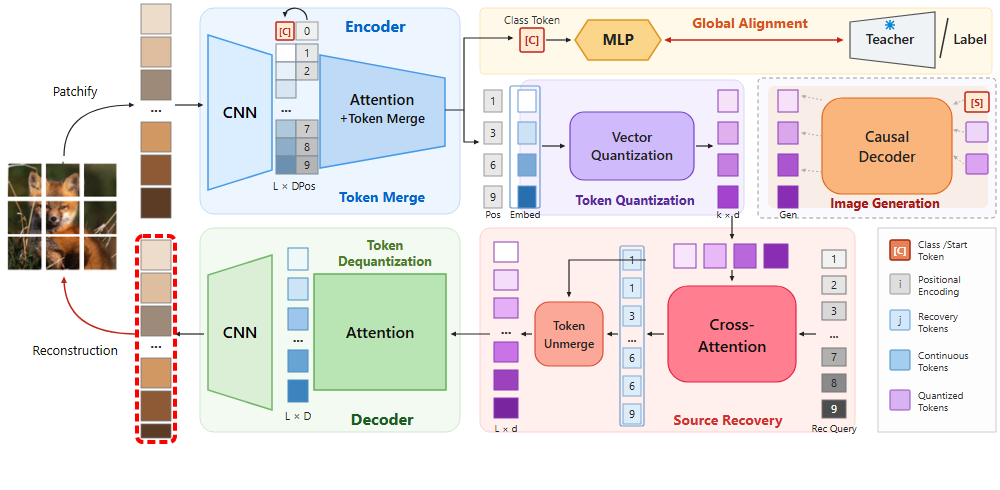 Patchify
...
Reconstruction
...
Encoder
[C] 0
1
2
...
7
8
9
CNN
Attention
+Token Merge
L × DPos
Token Merge
Class Token
[C]
MLP
Global Alignment
Teacher
Label
1
3
6
9
Pos
Embed
Vector
Quantization
Token Quantization
k × d
Gen
Causal
Decoder
[S]
Image Generation
Token
Dequantization
CNN
...
Attention
L × D
Decoder
...
L × d
Token
Unmerge
1
1
3
...
6
6
9
Cross-
Attention
Source Recovery
1
2
3
...
7
8
9
Rec Query
[C]
Class /Start
Token
i
Positional
Encoding
j
Recovery
Tokens
Continuous
Tokens
Quantized
Tokens